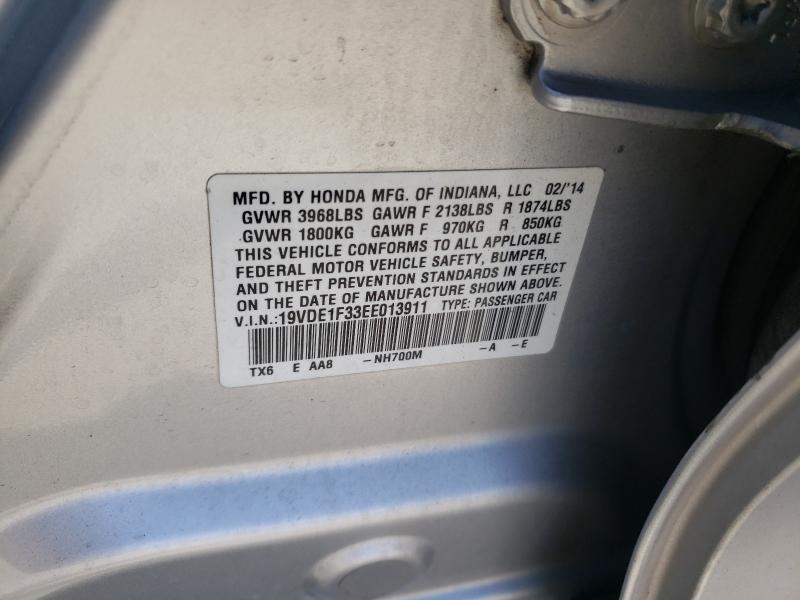 MFD. BY HONDA MFG. OF INDIANA, LLC 02/'14
GVWR 3968LBS GAWR F 2138LBS R 1874LBS
GVWR 1800KG GAWR F 970KG R 850KG
THIS VEHICLE CONFORMS TO ALL APPLICABLE
FEDERAL MOTOR VEHICLE SAFETY, BUMPER,
AND THEFT PREVENTION STANDARDS IN EFFECT
ON THE DATE OF MANUFACTURE SHOWN ABOVE.
V.I.N.:19VDE1F33EE013911 TYPE: PASSENGER CAR
TX6 E AA8 -NH700M -A -E